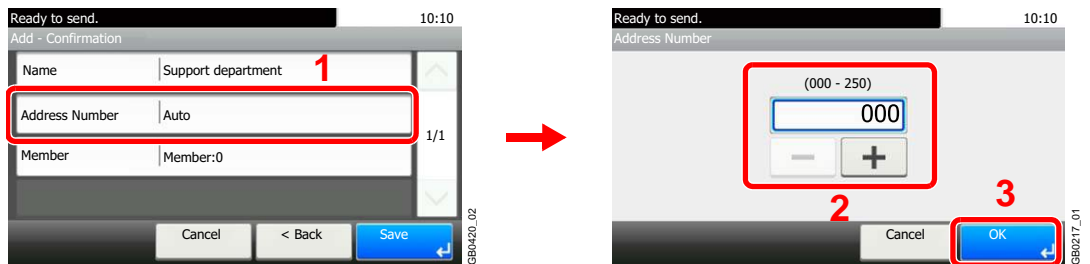 Ready to send. 10:10
Add - Confirmation
Name Support department 1
Address Number Auto
1/1
Member Member:0
Cancel < Back Save
GB0420_02
Ready to send. 10:10
Address Number
(000 - 250)
000
− +
2
3
Cancel OK
GB0217_01